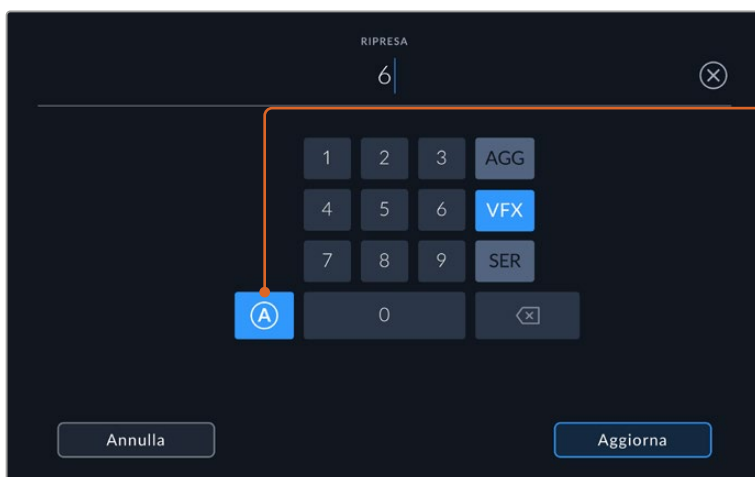 RIPRESA
6
1 2 3 AGG
4 5 6 VFX
7 8 9 SER
A 0
Annulla Aggiorna